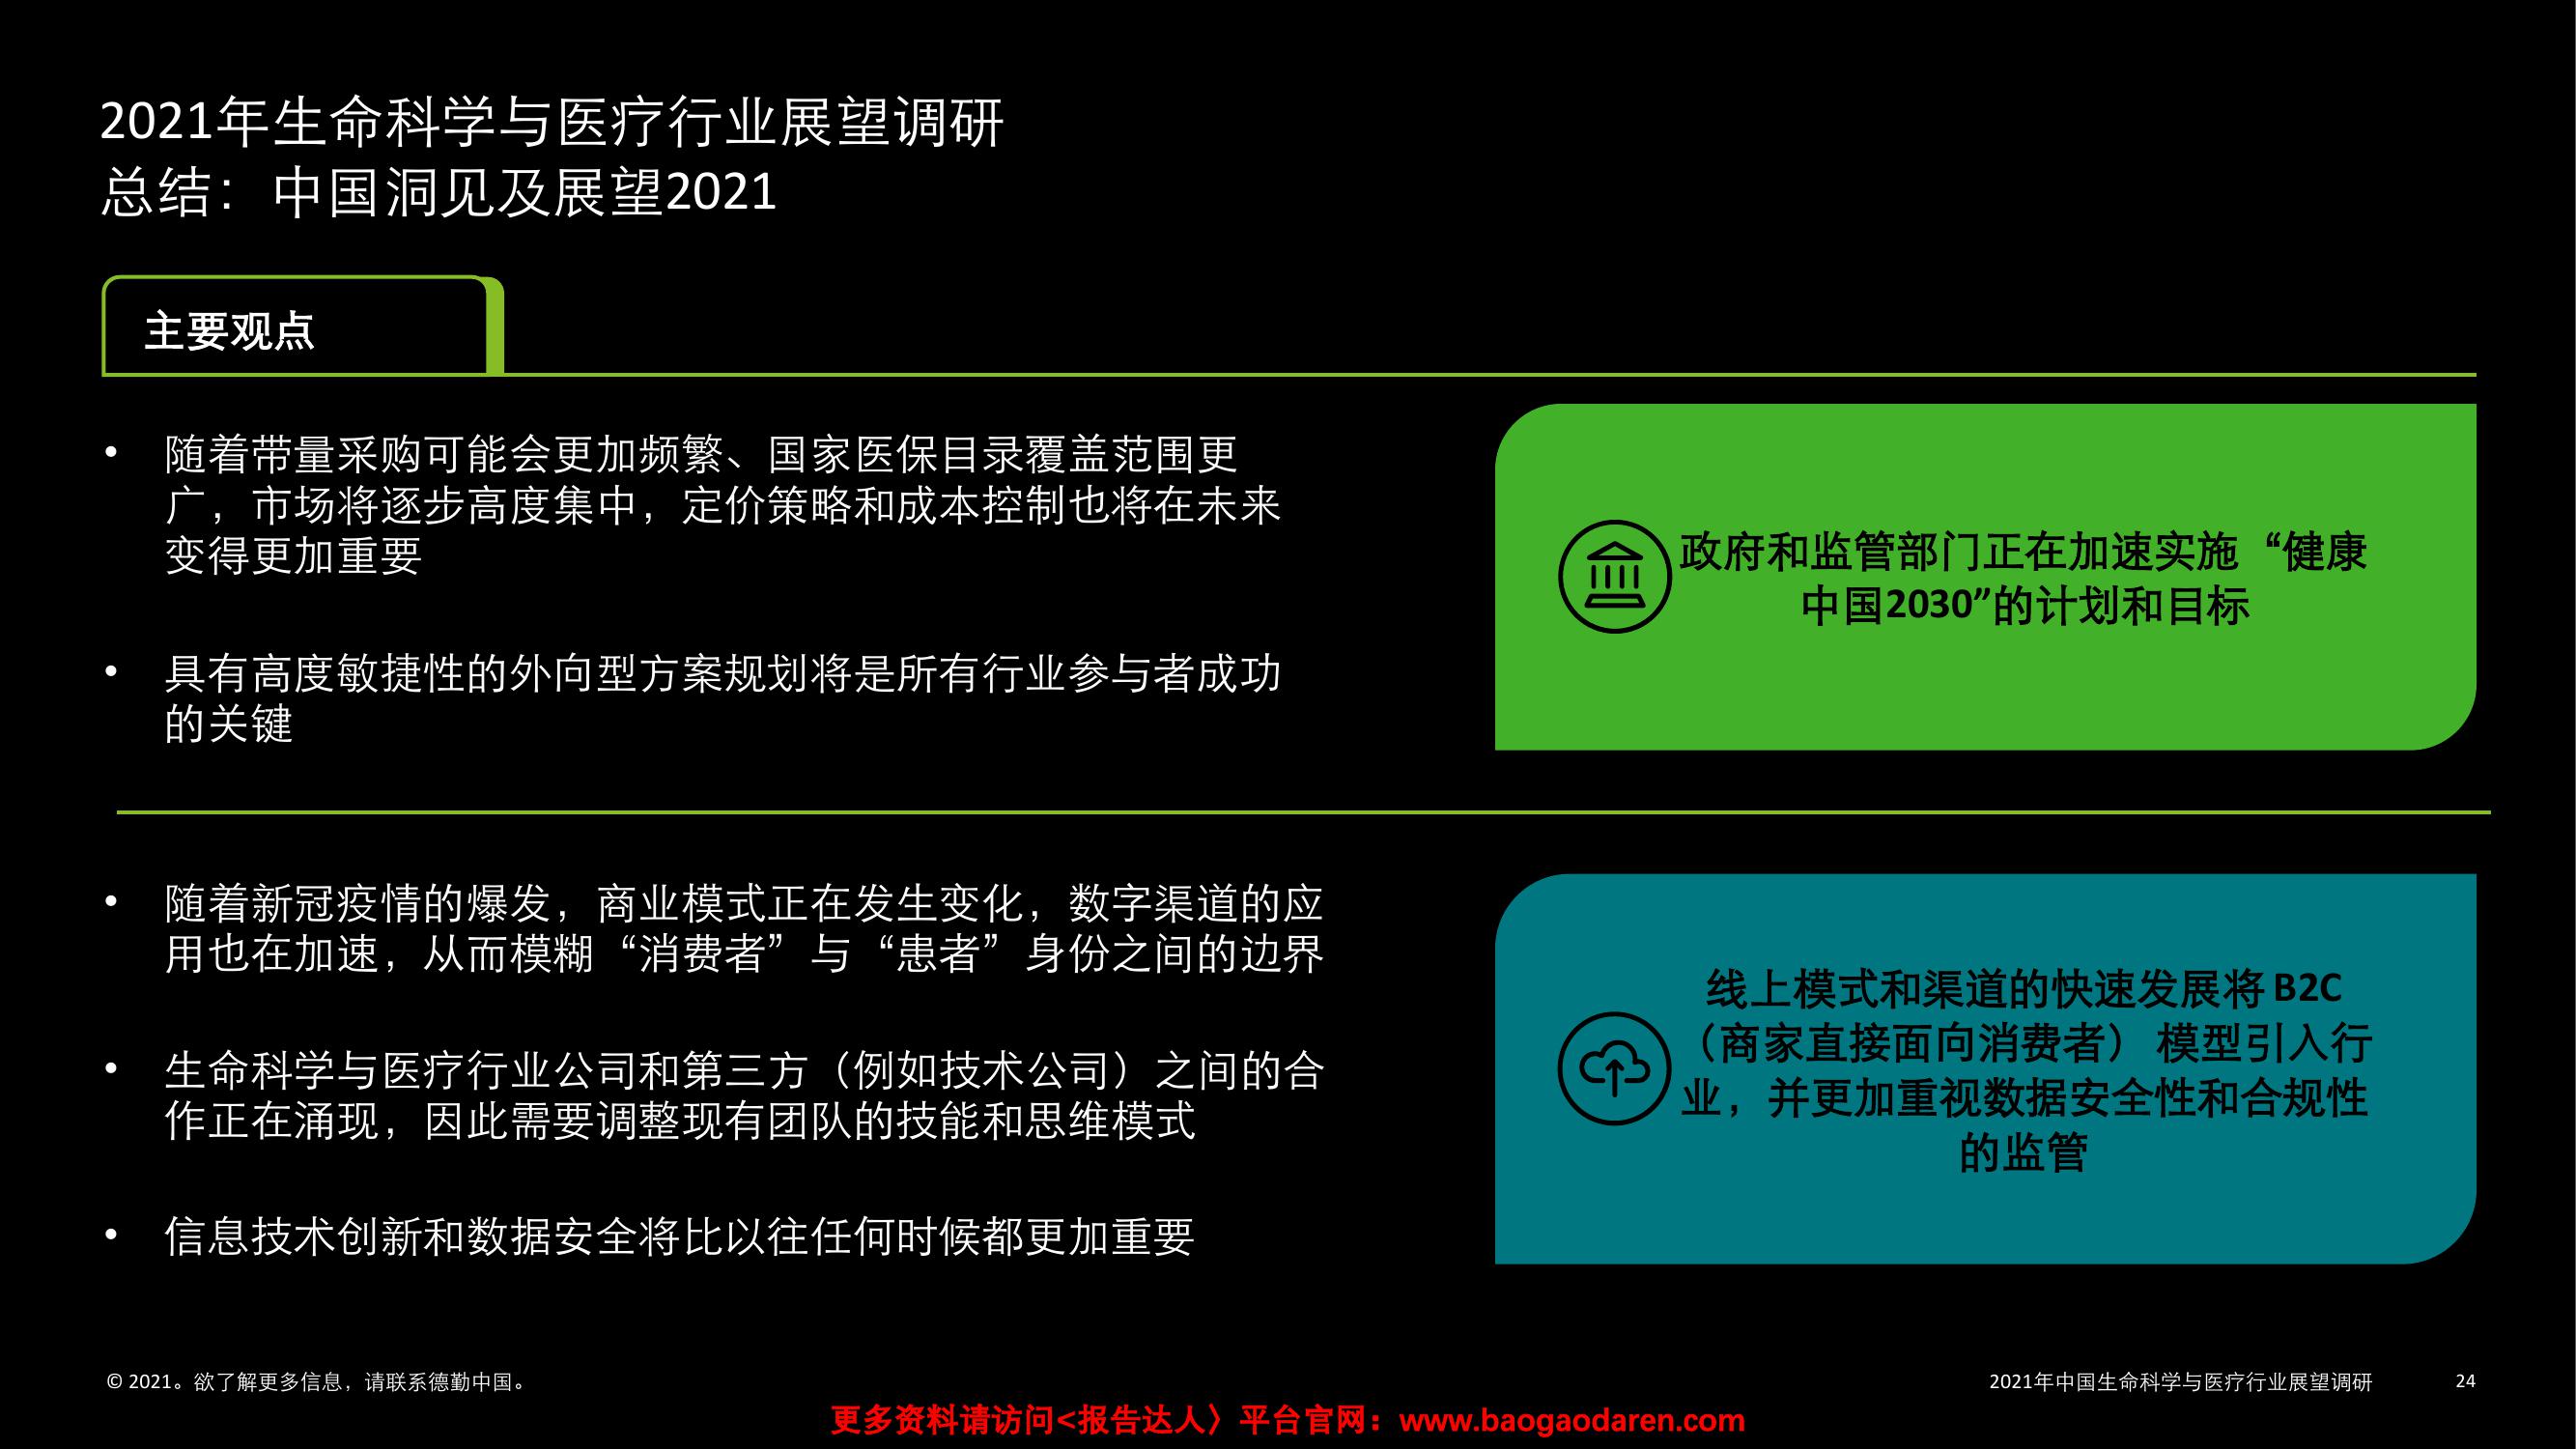 2021年生命科学与医疗行业展望调研
总结：中国洞见及展望2021
主要观点
• 随着带量采购可能会更加频繁、国家医保目录覆盖范围更
广，市场将逐步高度集中，定价策略和成本控制也将在未来
变得更加重要
• 具有高度敏捷性的外向型方案规划将是所有行业参与者成功
的关键
政府和监管部门正在加速实施“健康
中国2030”的计划和目标
• 随着新冠疫情的爆发，商业模式正在发生变化，数字渠道的应
用也在加速，从而模糊“消费者”与“患者”身份之间的边界
• 生命科学与医疗行业公司和第三方（例如技术公司）之间的合
作正在涌现，因此需要调整现有团队的技能和思维模式
• 信息技术创新和数据安全将比以往任何时候都更加重要
线上模式和渠道的快速发展将 B2C
（商家直接面向消费者） 模型引入行
业，并更加重视数据安全性和合规性
的监管
© 2021。欲了解更多信息，请联系德勤中国。
2021年中国生命科学与医疗行业展望调研 24
更多资料请访问<报告达人〉平台官网：www.baogaodaren.com